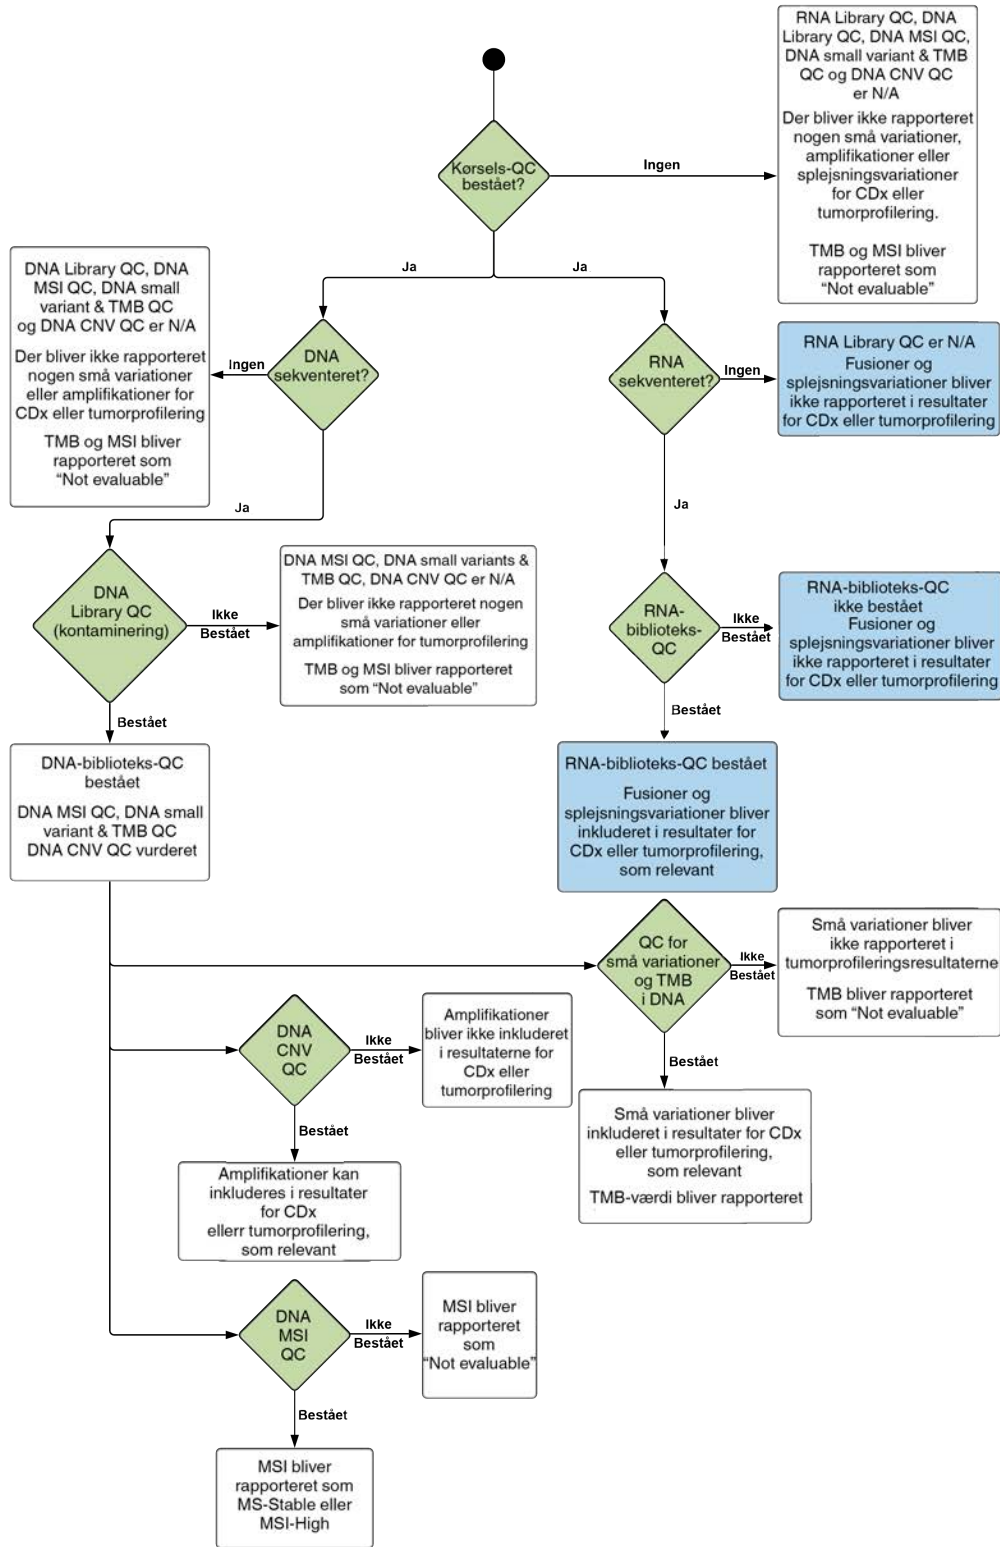 RNA Library QC, DNA
Library QC, DNA MSI QC,
DNA small variant & TMB
QC og DNA CNV QC
er N/A
Der bliver ikke rapporteret
nogen små variationer,
amplifikationer eller
splejsningsvariationer
for CDx eller
tumorprofilering.
TMB og MSI bliver
rapporteret som
“Not evaluable”
Kørsels-QC
bestået?
Ingen
Ja
Ja
DNA Library QC, DNA
MSI QC, DNA small
variant & TMB QC
og DNA CNV QC er N/A
Der bliver ikke rapporteret
nogen små variationer
eller amplifikationer for
CDx eller tumorprofilering
TMB og MSI bliver
rapporteret som
“Not evaluable”
Ingen
DNA
sekventeret?
RNA
sekventeret?
Ingen
RNA Library QC er N/A
Fusioner og
splejsningsvariationer bliver
ikke rapporteret i resultater
for CDx eller tumorprofilering
Ja
Ja
DNA
Library QC
(kontaminering)
Ikke
Bestået
DNA MSI QC, DNA small variants &
TMB QC, DNA CNV QC er N/A
Der bliver ikke rapporteret nogen
små variationer eller
amplifikationer for tumorprofilering
TMB og MSI bliver rapporteret
som “Not evaluable”
RNA-
biblioteks-
QC
Ikke
Bestået
RNA-biblioteks-QC
ikke bestået
Fusioner og
splejsningsvariationer bliver
ikke rapporteret i resultater
for CDx eller tumorprofilering
Bestået
Bestået
DNA-biblioteks-QC
bestået
DNA MSI QC, DNA small
variant & TMB QC
DNA CNV QC vurderet
RNA-biblioteks-QC bestået
Fusioner og
splejsningsvariationer bliver
inkluderet i resultater for
CDx eller tumorprofilering,
som relevant
QC for
små variationer
og TMB
i DNA
Ikke
Bestået
Små variationer bliver
ikke rapporteret i
tumorprofileringsresultaterne
TMB bliver rapporteret
som “Not evaluable”
Bestået
Små variationer bliver
inkluderet i resultater for CDx
eller tumorprofilering,
som relevant
TMB-værdi bliver rapporteret
DNA
CNV
QC
Ikke
Bestået
Amplifikationer
bliver ikke inkluderet
i resultaterne for
CDx eller
tumorprofilering
Bestået
Amplifikationer kan
inkluderes i resultater
for CDx
ellerr tumorprofilering,
som relevant
DNA
MSI
QC
Ikke
Bestået
MSI bliver
rapporteret
som
“Not evaluable”
Bestået
MSI bliver
rapporteret som
MS-Stable eller
MSI-High